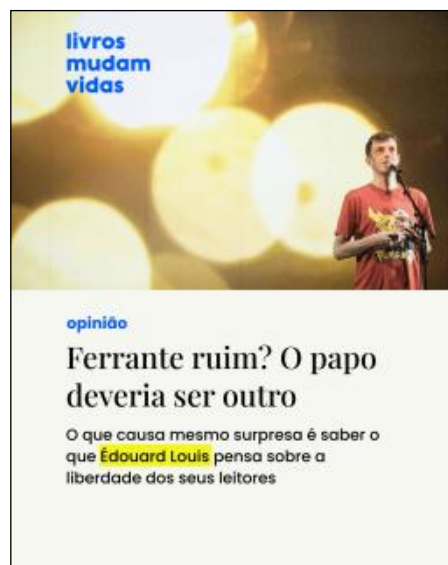 livros
mudam
vidas
opinião
Ferrante ruim? O papo
deveria ser outro
O que causa mesmo surpresa é saber o
que Édouard Louis pensa sobre a
liberdade dos seus leitores